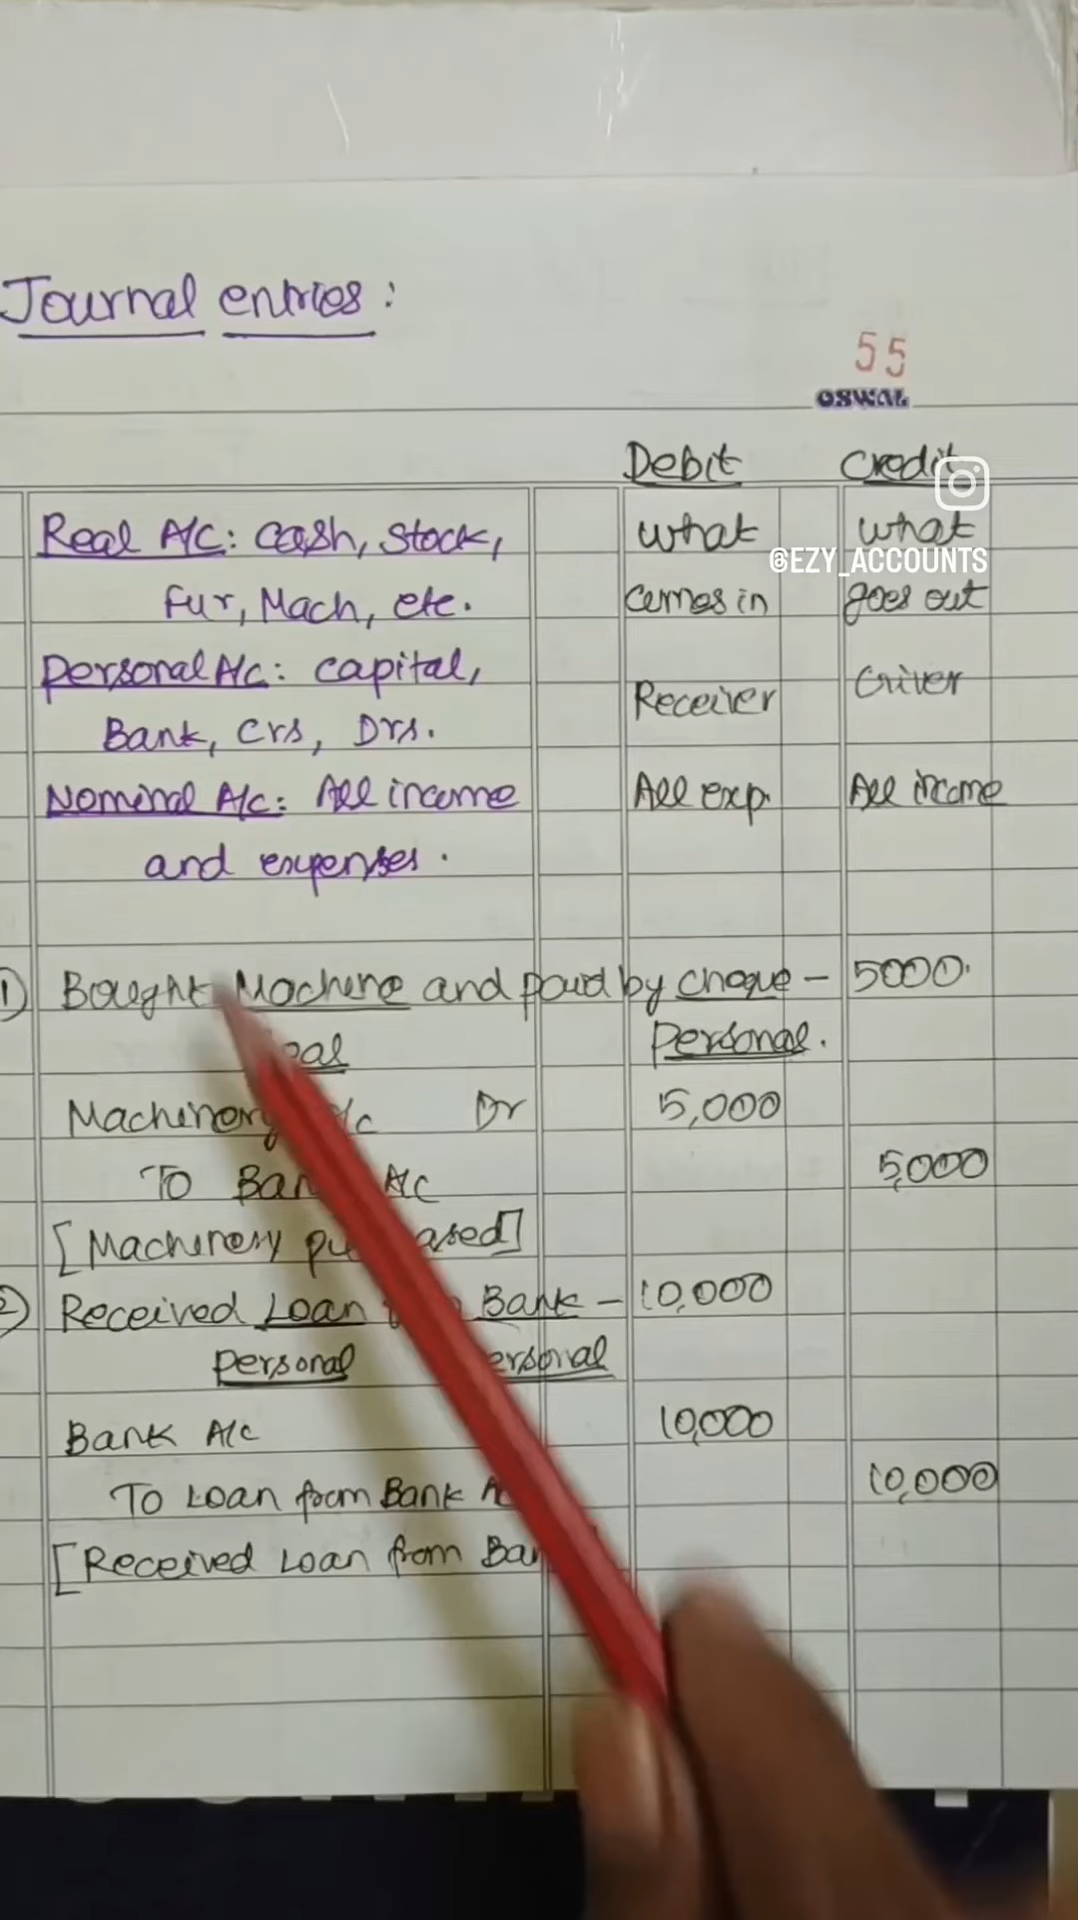 Journal entries:
55
OSWAL
Debit Credit
Real A/C: cash, stock, what what
@EZY_ACCOUNTS
Fur, Mach, etc. comes in goes out
Personal A/c: capital, Receiver Giver
Bank, Crs, Drs.
Nominal A/c: All income All exp. All income
and expenses.
1) Bought Machine and paid by cheque - 5000.
Personal.
Machinery Dr 5,000
To A/C 5,000
[Machinery
2) Received Loan Bank - 10,000
Personal
Bank A/c 10,000
To Loan from Bank 10,000
[Received Loan from